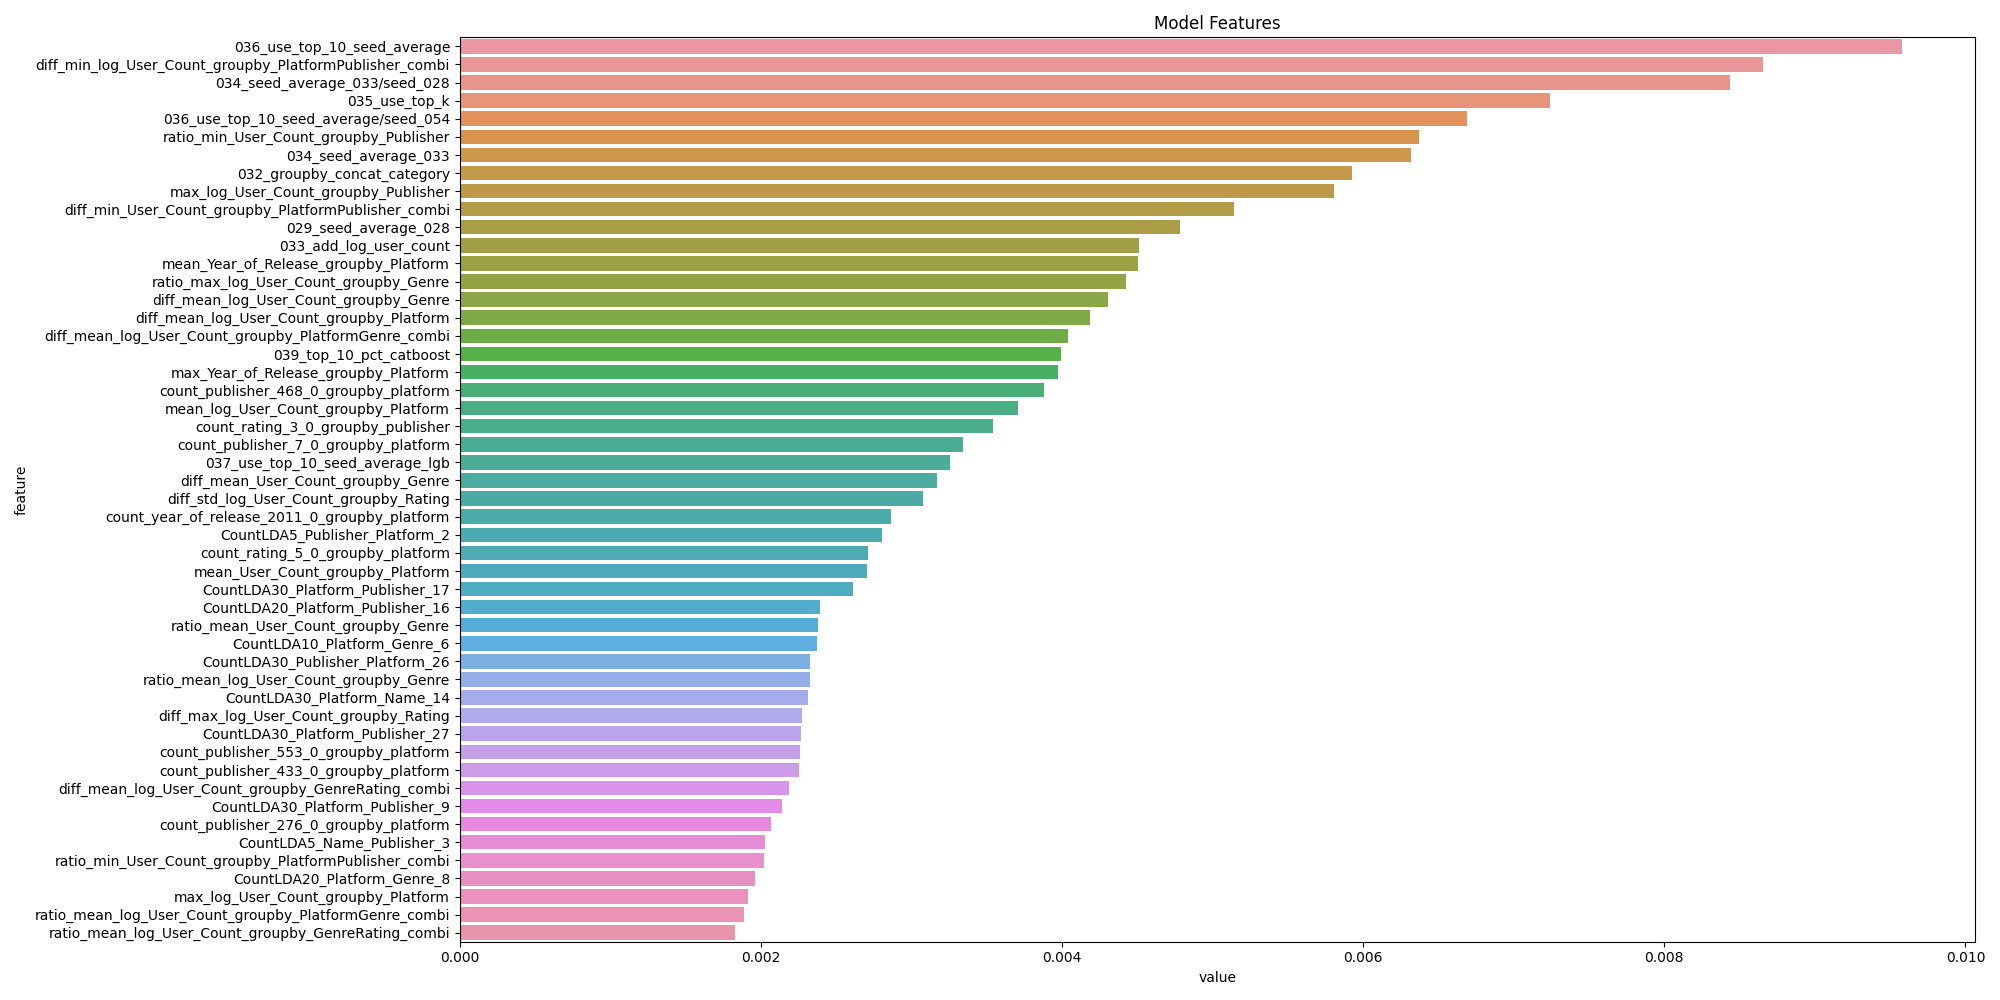 Model Features
036_use_top_10_seed_average
diff_min_log_User_Count_groupby_PlatformPublisher_combi
034_seed_average_033/seed_028
035_use_top_k
036_use_top_10_seed_average/seed_054
ratio_min_User_Count_groupby_Publisher
034_seed_average_033
032_groupby_concat_category
max_log_User_Count_groupby_Publisher
diff_min_User_Count_groupby_PlatformPublisher_combi
029_seed_average_028
033_add_log_user_count
mean_Year_of_Release_groupby_Platform
ratio_max_log_User_Count_groupby_Genre
diff_mean_log_User_Count_groupby_Genre
diff_mean_log_User_Count_groupby_Platform
diff_mean_log_User_Count_groupby_PlatformGenre_combi
039_top_10_pct_catboost
max_Year_of_Release_groupby_Platform
count_publisher_468_0_groupby_platform
mean_log_User_Count_groupby_Platform
count_rating_3_0_groupby_publisher
count_publisher_7_0_groupby_platform
037_use_top_10_seed_average_lgb
diff_mean_User_Count_groupby_Genre
diff_std_log_User_Count_groupby_Rating
count_year_of_release_2011_0_groupby_platform
CountLDA5_Publisher_Platform_2
count_rating_5_0_groupby_platform
mean_User_Count_groupby_Platform
CountLDA30_Platform_Publisher_17
CountLDA20_Platform_Publisher_16
ratio_mean_User_Count_groupby_Genre
CountLDA10_Platform_Genre_6
CountLDA30_Publisher_Platform_26
ratio_mean_log_User_Count_groupby_Genre
CountLDA30_Platform_Name_14
diff_max_log_User_Count_groupby_Rating
CountLDA30_Platform_Publisher_27
count_publisher_553_0_groupby_platform
count_publisher_433_0_groupby_platform
diff_mean_log_User_Count_groupby_GenreRating_combi
CountLDA30_Platform_Publisher_9
count_publisher_276_0_groupby_platform
CountLDA5_Name_Publisher_3
ratio_min_User_Count_groupby_PlatformPublisher_combi
CountLDA20_Platform_Genre_8
max_log_User_Count_groupby_Platform
ratio_mean_log_User_Count_groupby_PlatformGenre_combi
ratio_mean_log_User_Count_groupby_GenreRating_combi
feature
0.000 0.002 0.004 0.006 0.008 0.010
value